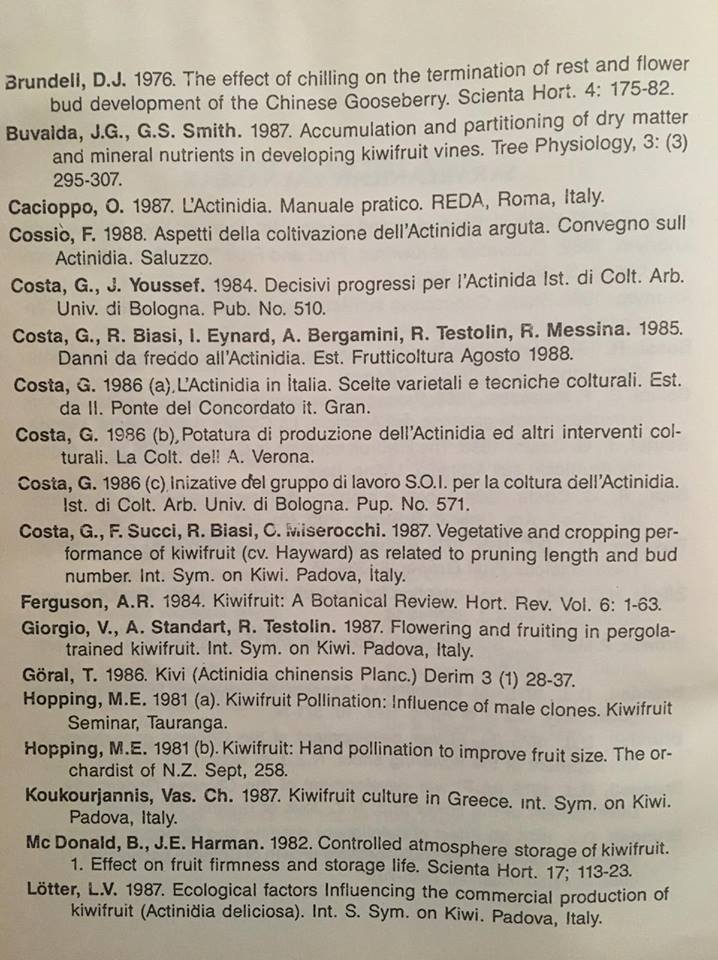 Brundell, D.J. 1976. The effect of chilling on the termination of rest and flower
bud development of the Chinese Gooseberry. Scienta Hort. 4: 175-82.
Buvalda, J.G., G.S. Smith. 1987. Accumulation and partitioning of dry matter
and mineral nutrients in developing kiwifruit vines. Tree Physiology, 3: (3)
295-307.
Cacioppo, O. 1987. L'Actinidia. Manuale pratico. REDA, Roma, Italy.
Cossio, F. 1988. Aspetti della coltivazione dell'Actinidia arguta. Convegno sull
Actinidia. Saluzzo.
Costa, G., J. Youssef. 1984. Decisivi progressi per l'Actinida Ist. di Colt. Arb.
Univ. di Bologna. Pub. No. 510.
Costa, G., R. Biasi, I. Eynard, A. Bergamini, R. Testolin, R. Messina. 1985.
Danni da freddo all'Actinidia. Est. Frutticoltura Agosto 1988.
Costa, G. 1986 (a), L'Actinidia in İtalia. Scelte varietali e tecniche colturali. Est.
da II. Ponte del Concordato it. Gran.
Costa, G. 1986 (b), Potatura di produzione dell'Actinidia ed altri interventi col-
turali. La Colt. dell A. Verona.
Costa, G. 1986 (c) Inizative del gruppo di lavoro S.O.I. per la coltura dell'Actinidia.
Ist. di Colt. Arb. Univ. di Bologna. Pup. No. 571.
Costa, G., F. Succi, R. Biasi, C. Miserocchi. 1987. Vegetative and cropping per-
formance of kiwifruit (cv. Hayward) as related to pruning length and bud
number. Int. Sym. on Kiwi. Padova, İtaly.
Ferguson, A.R. 1984. Kiwifruit: A Botanical Review. Hort. Rev. Vol. 6: 1-63.
Giorgio, V., A. Standart, R. Testolin. 1987. Flowering and fruiting in pergola-
trained kiwifruit. Int. Sym. on Kiwi. Padova, Italy.
Göral, T. 1986. Kivi (Actinidia chinensis Planc.) Derim 3 (1) 28-37.
Hopping, M.E. 1981 (a). Kiwifruit Pollination: Influence of male clones. Kiwifruit
Seminar, Tauranga.
Hopping, M.E. 1981 (b). Kiwifruit: Hand pollination to improve fruit size. The or-
chardist of N.Z. Sept, 258.
Koukourjannis, Vas. Ch. 1987. Kiwifruit culture in Greece. Int. Sym. on Kiwi.
Padova, Italy.
Mc Donald, B., J.E. Harman. 1982. Controlled atmosphere storage of kiwifruit.
1. Effect on fruit firmness and storage life. Scienta Hort. 17; 113-23.
Lötter, L.V. 1987. Ecological factors Influencing the commercial production of
kiwifruit (Actinidia deliciosa). Int. S. Sym. on Kiwi. Padova, Italy.